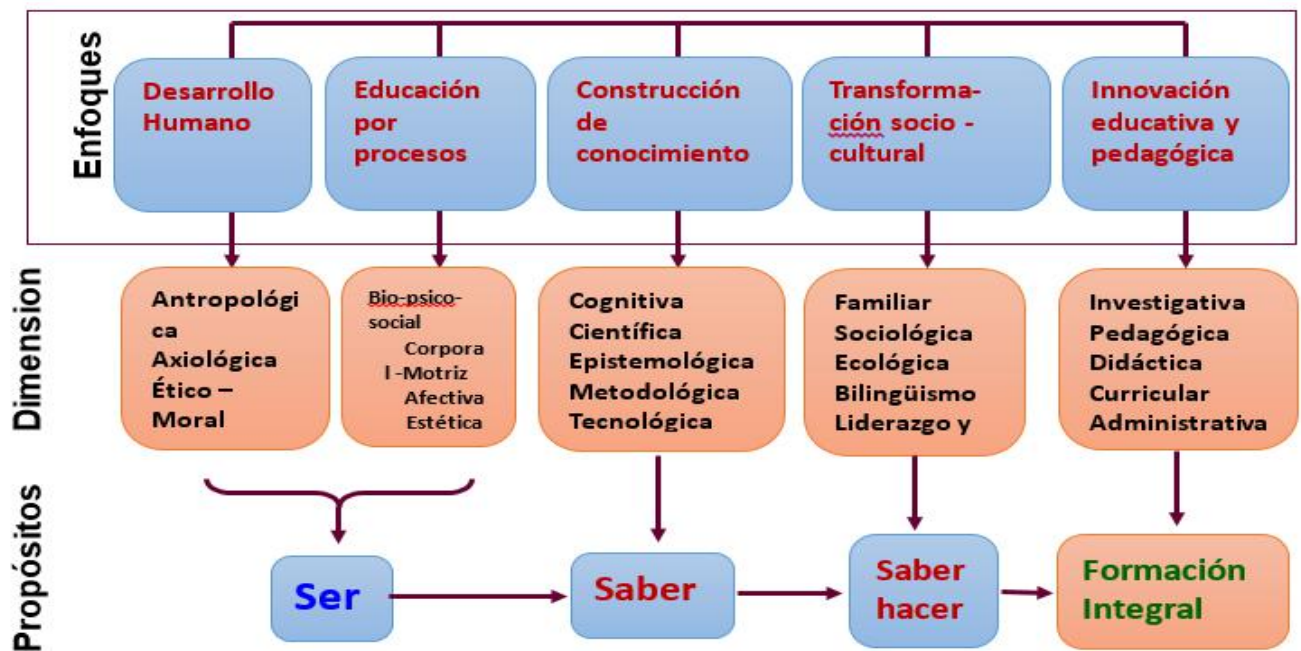 Enfoques
Desarrollo
Humano
Educación
por
procesos
Construcción
de
conocimiento
Transforma-
ción socio -
cultural
Innovación
educativa y
pedagógica
Dimension
Antropológi
ca
Axiológica
Ético –
Moral
Bio-psico-
social
Corpora
l -Motriz
Afectiva
Estética
Cognitiva
Científica
Epistemológica
Metodológica
Tecnológica
Familiar
Sociológica
Ecológica
Bilingüismo
Liderazgo y
Investigativa
Pedagógica
Didáctica
Curricular
Administrativa
Propósitos
Ser
Saber
Saber
hacer
Formación
Integral